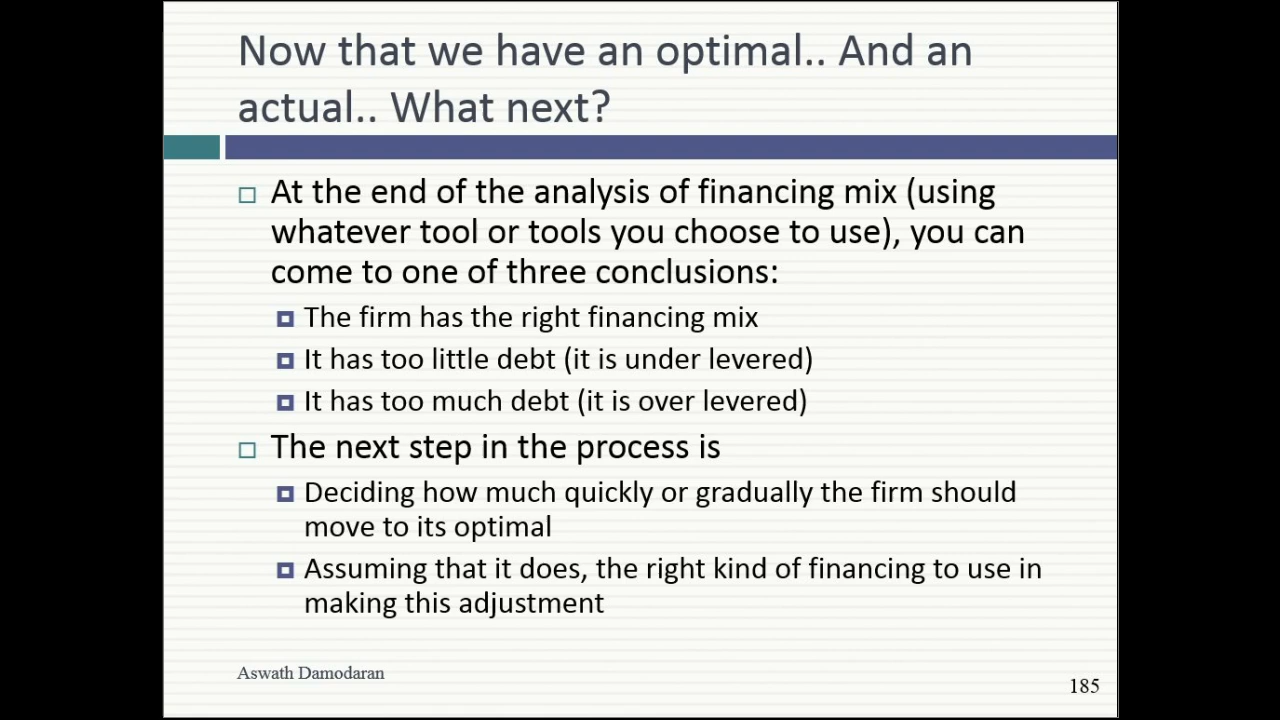 Now that we have an optimal.. And an
actual.. What next?
At the end of the analysis of financing mix (using
whatever tool or tools you choose to use), you can
come to one of three conclusions:
The firm has the right financing mix
It has too little debt (it is under levered)
It has too much debt (it is over levered)
The next step in the process is
Deciding how much quickly or gradually the firm should
move to its optimal
Assuming that it does, the right kind of financing to use in
making this adjustment
Aswath Damodaran
185